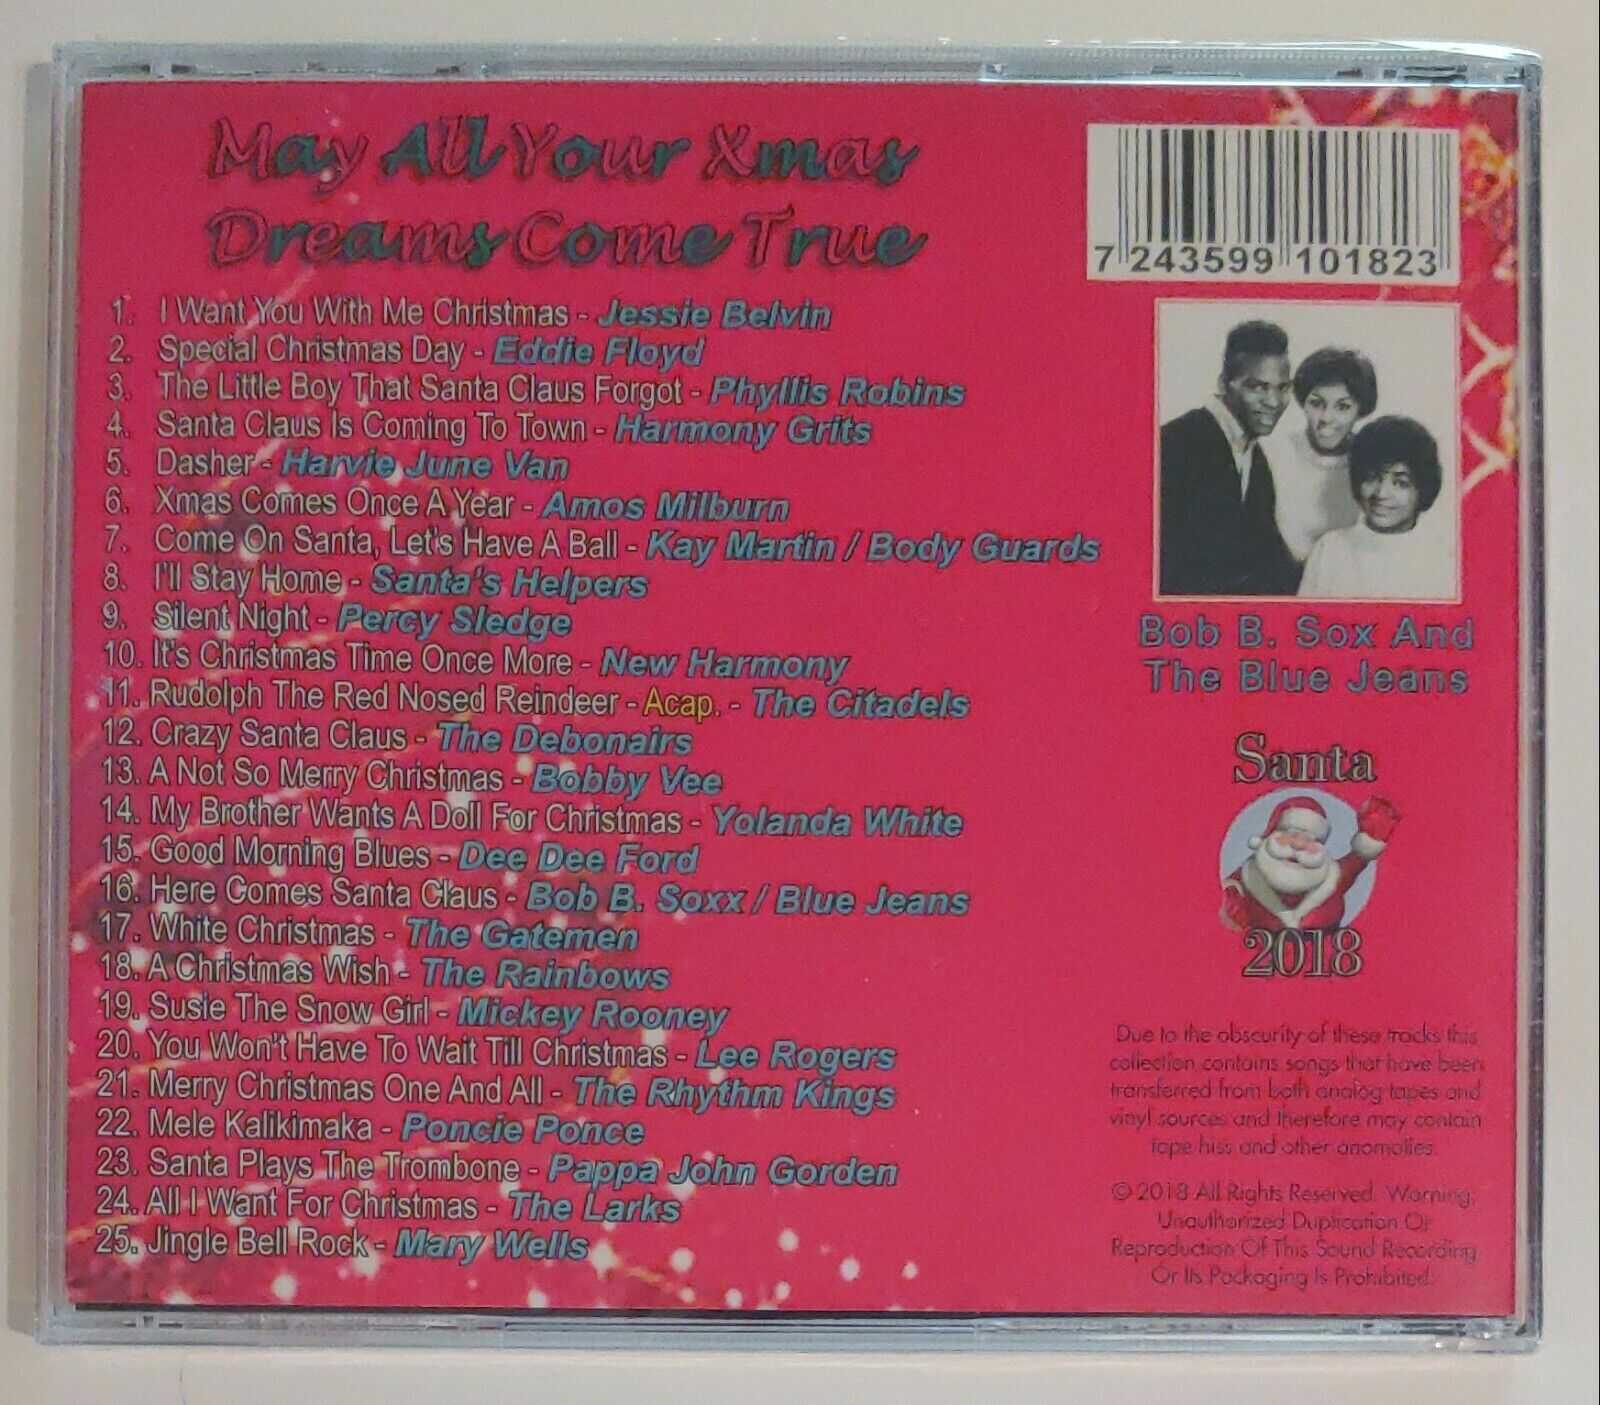 May All Your Xmas
Dreams Come True
1. I Want You With Me Christmas - Jessie Belvin
2. Special Christmas Day - Eddie Floyd
3. The Little Boy That Santa Claus Forgot - Phyllis Robins
4. Santa Claus Is Coming To Town - Harmony Grits
5. Dasher - Harvie June Van
6. Xmas Comes Once A Year - Amos Milburn
7. Come On Santa, Let's Have A Ball - Kay Martin / Body Guards
8. I'll Stay Home - Santa's Helpers
9. Silent Night - Percy Sledge
10. It's Christmas Time Once More - New Harmony
11. Rudolph The Red Nosed Reindeer - Acap. - The Citadels
12. Crazy Santa Claus - The Debonairs
13. A Not So Merry Christmas - Bobby Vee
14. My Brother Wants A Doll For Christmas - Yolanda White
15. Good Morning Blues - Dee Dee Ford
16. Here Comes Santa Claus - Bob B. Soxx / Blue Jeans
17. White Christmas - The Gatemen
18. A Christmas Wish - The Rainbows
19. Susie The Snow Girl - Mickey Rooney
20. You Won't Have To Wait Till Christmas - Lee Rogers
21. Merry Christmas One And All - The Rhythm Kings
22. Mele Kalikimaka - Poncie Ponce
23. Santa Plays The Trombone - Pappa John Gorden
24. All I Want For Christmas - The Larks
25. Jingle Bell Rock - Mary Wells
7 243599 101823
Bob B. Sox And
The Blue Jeans
Santa
2018
Due to the obscurity of these tracks this
collection contains songs that have been
transferred from both analog tapes and
vinyl sources and therefore may contain
tape hiss and other anomolies.
© 2018 All Rights Reserved. Warning,
Unauthorized Duplication Or
Reproduction Of This Sound Recording
Or Its Packaging Is Prohibited.